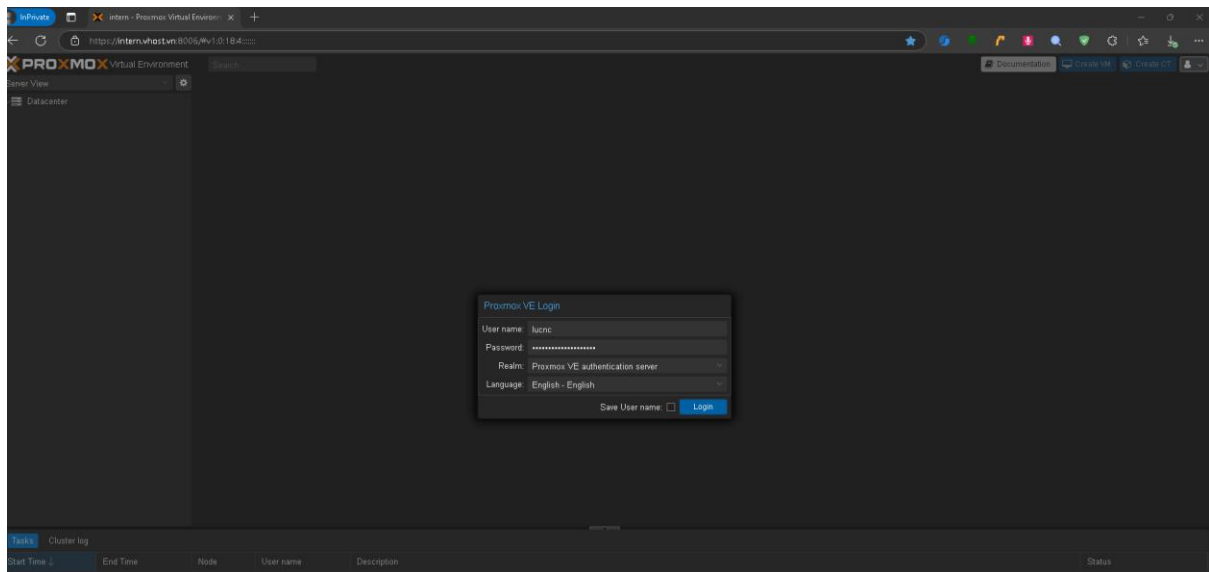 InPrivate intern - Proxmox Virtual Environ
https://intern.vhost.vn:8006/#v1:0:18:4:::::::
PROXMOX Virtual Environment Search Documentation Create VM Create CT
Server View
Datacenter
Proxmox VE Login
User name: lucnc
Password: •••••••••••••••••••
Realm: Proxmox VE authentication server
Language: English - English
Save User name: Login
Tasks Cluster log
Start Time ↓ End Time Node User name Description Status